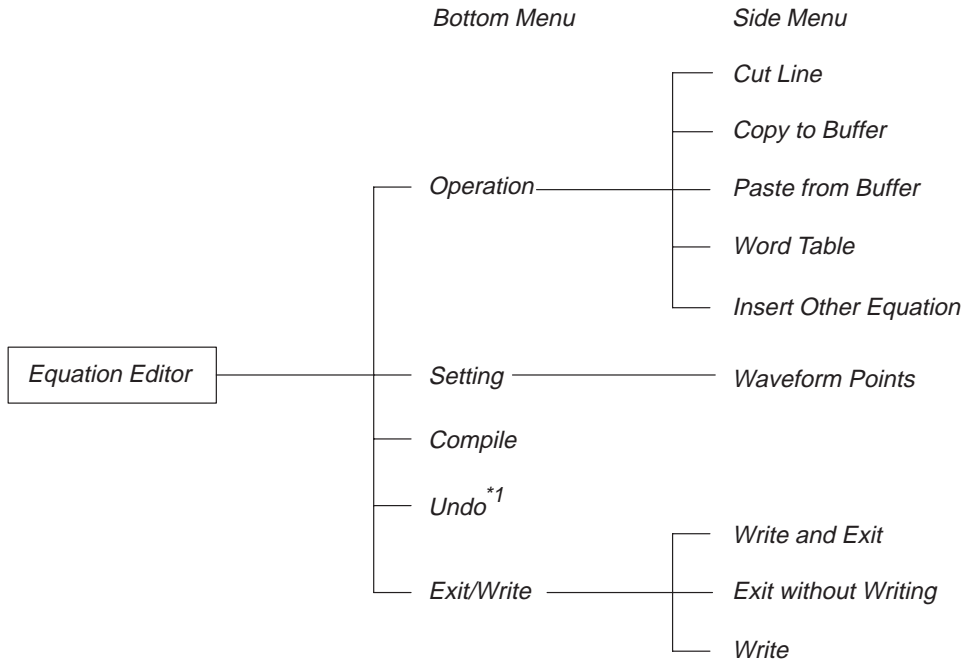 Bottom Menu Side Menu
Cut Line
Copy to Buffer
Operation Paste from Buffer
Word Table
Insert Other Equation
Equation Editor Setting Waveform Points
Compile
Undo*1
Write and Exit
Exit/Write Exit without Writing
Write